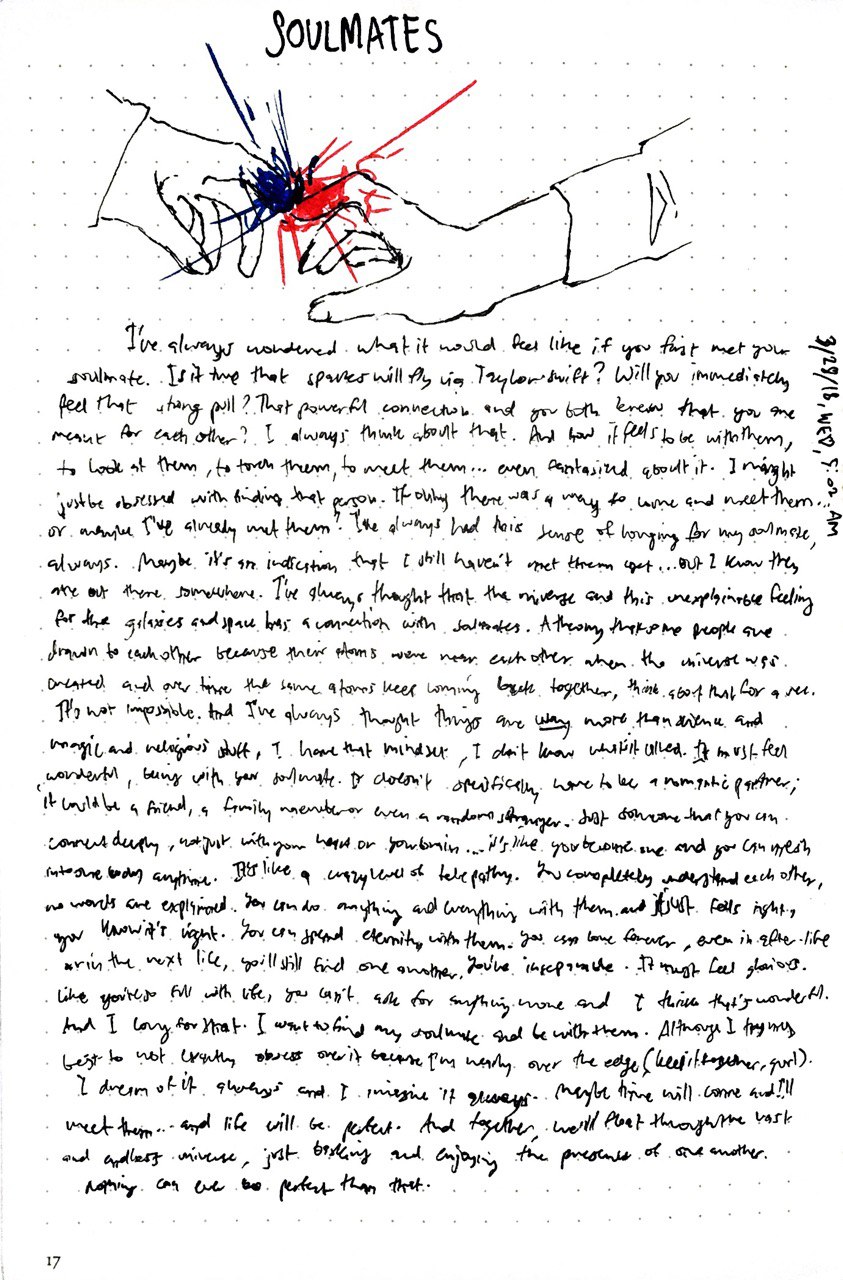 SOULMATES
I've always wondered what it would feel like if you first met your
soulmate. Is it true that sparks will fly via Taylor swift? Will you immediately
feel that strong pull? That powerful connection and you both knew that you are
meant for each other? I always think about that. And how it feels to be with them,
to look at them, to touch them, to meet them... even fantasized about it. I might
just be obsessed with finding that person. If only there was a way to come and meet them...
or maybe I've already met them? I've always had this sense of longing for my soulmate,
always. Maybe it's an indication that I still haven't met them yet... but I know they
are out there somewhere. I've always thought that the universe and this unexplainable feeling
for the galaxies and space has a connection with soulmates. A theory that some people are
drawn to each other because their atoms were near each other when the universe was
created and over time the same atoms keep coming back together, think about that for a sec.
It's not impossible. And I've always thought things are way more than science and
magic and religious stuff, I have that mindset, I don't know what it's called. It must feel
wonderful, being with your soulmate. It doesn't specifically have to be a romantic partner;
it could be a friend, a family member or even a random stranger. Just someone that you can
connect deeply, not just with your heart or your brain... it's like you become one and you can mesh
into one body anytime. It's like a crazy level of telepathy. You completely understand each other,
no words are explained. You can do anything and everything with them and it just feels right,
you know it's right. You can spend eternity with them. You can love forever, even in after-life
or in the next life, you'll still find one another. You've inseparable. It must feel glorious.
Like you're so full with life, you can't ask for anything more and I think that's wonderful.
And I long for that. I want to find my soulmate and be with them. Although I try my
best to not exactly obsess over it because I'm nearly over the edge (keep it together, gurl).
I dream of it always and I imagine it always. Maybe time will come and I'll
meet them... and life will be perfect. And together, we'll float through the vast
and endless universe, just basking and enjoying the presence of one another.
Nothing can ever be perfect than that.
3/28/18, WED, 5:02 AM
17